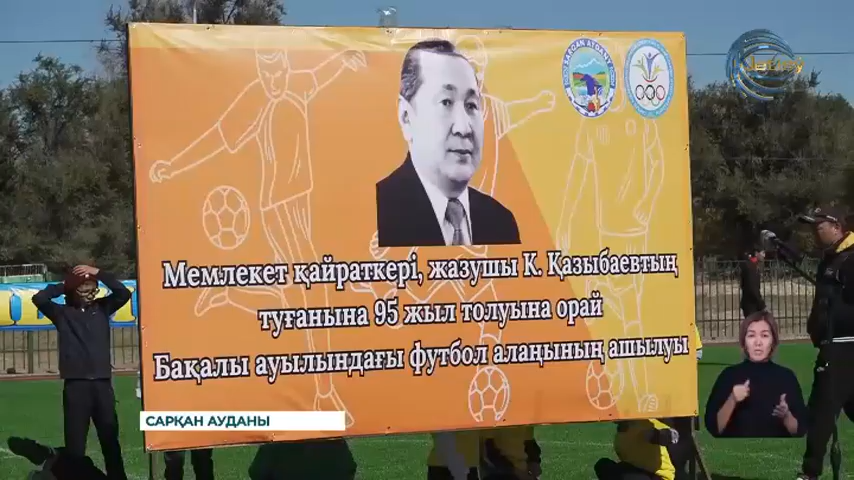 Мемлекет қайраткері, жазушы К. Қазыбаевтың
туғанына 95 жыл толуына орай
Бақалы ауылындағы футбол алаңының ашылуы
САРҚАН АУДАНЫ